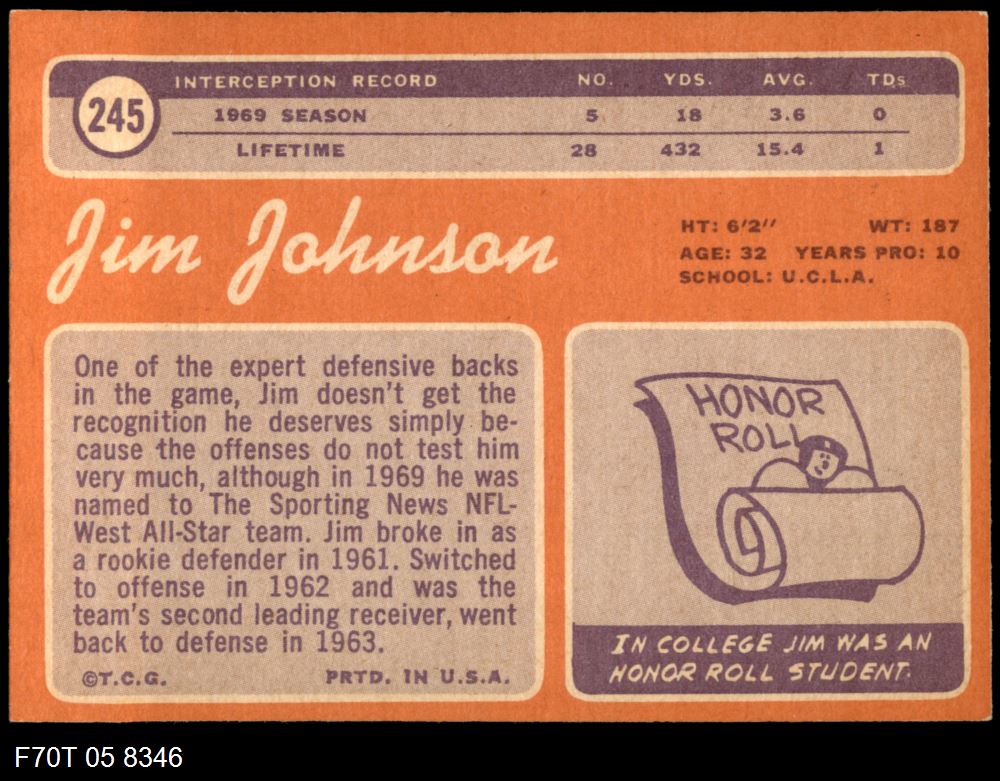 INTERCEPTION RECORD NO. YDS. AVG. TDs
245
1969 SEASON 5 18 3.6 0
LIFETIME 28 432 15.4 1
Jim Johnson
HT: 6'2'' WT: 187
AGE: 32 YEARS PRO: 10
SCHOOL: U.C.L.A.
One of the expert defensive backs
in the game, Jim doesn't get the
recognition he deserves simply be-
cause the offenses do not test him
very much, although in 1969 he was
named to The Sporting News NFL-
West All-Star team. Jim broke in as
a rookie defender in 1961. Switched
to offense in 1962 and was the
team's second leading receiver, went
back to defense in 1963.
©T.C.G. PRTD. IN U.S.A.
HONOR
ROLL
IN COLLEGE JIM WAS AN
HONOR ROLL STUDENT.
F70T 05 8346